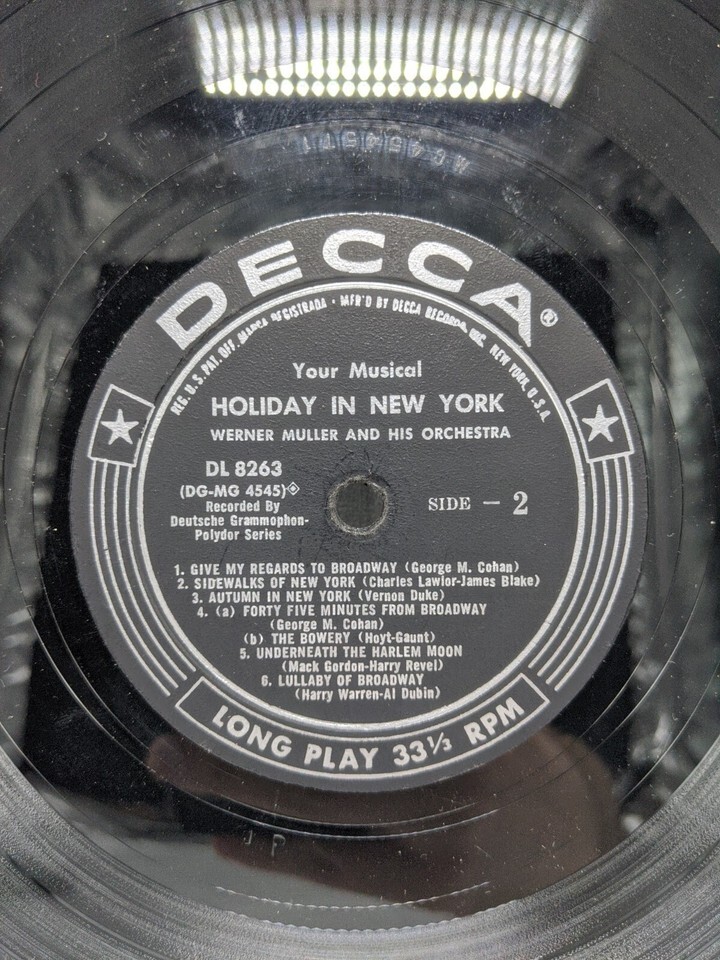 DECCA®
REG. U.S. PAT. OFF. MARCA REGISTRADA • MFR'D BY DECCA RECORDS, INC. NEW YORK, U.S.A.
Your Musical
HOLIDAY IN NEW YORK
WERNER MULLER AND HIS ORCHESTRA
DL 8263
(DG-MG 4545)
Recorded By
Deutsche Grammophon-
Polydor Series
SIDE - 2
1. GIVE MY REGARDS TO BROADWAY (George M. Cohan)
2. SIDEWALKS OF NEW YORK (Charles Lawlor-James Blake)
3. AUTUMN IN NEW YORK (Vernon Duke)
4. (a) FORTY FIVE MINUTES FROM BROADWAY
(George M. Cohan)
(b) THE BOWERY (Hoyt-Gaunt)
5. UNDERNEATH THE HARLEM MOON
(Mack Gordon-Harry Revel)
6. LULLABY OF BROADWAY
(Harry Warren-Al Dubin)
LONG PLAY 33⅓ RPM